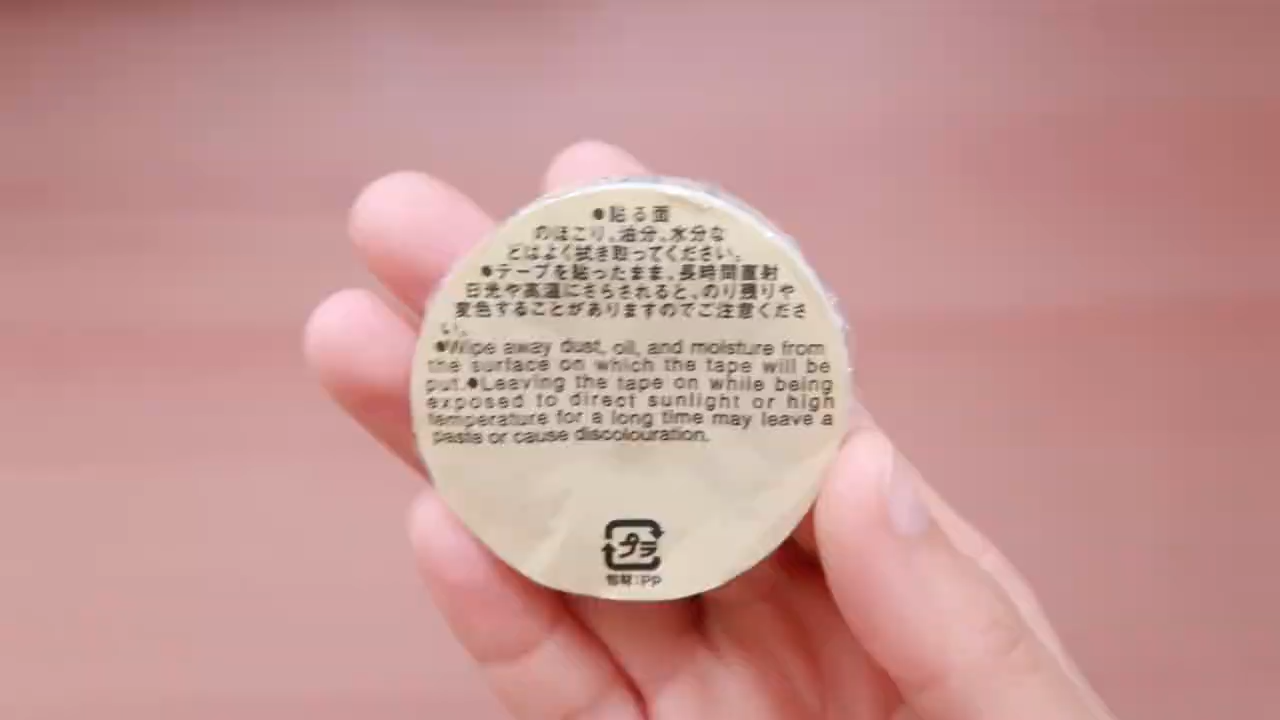 ●貼る面
のほこり、油分、水分な
どはよく拭き取ってください。
●テープを貼ったまま、長時間直射
日光や高温にさらされると、のり残りや
変色することがありますのでご注意くださ
い。
●Wipe away dust, oil, and moisture from
the surface on which the tape will be
put.●Leaving the tape on while being
exposed to direct sunlight or high
temperature for a long time may leave a
paste or cause discolouration.
プラ
包材:PP